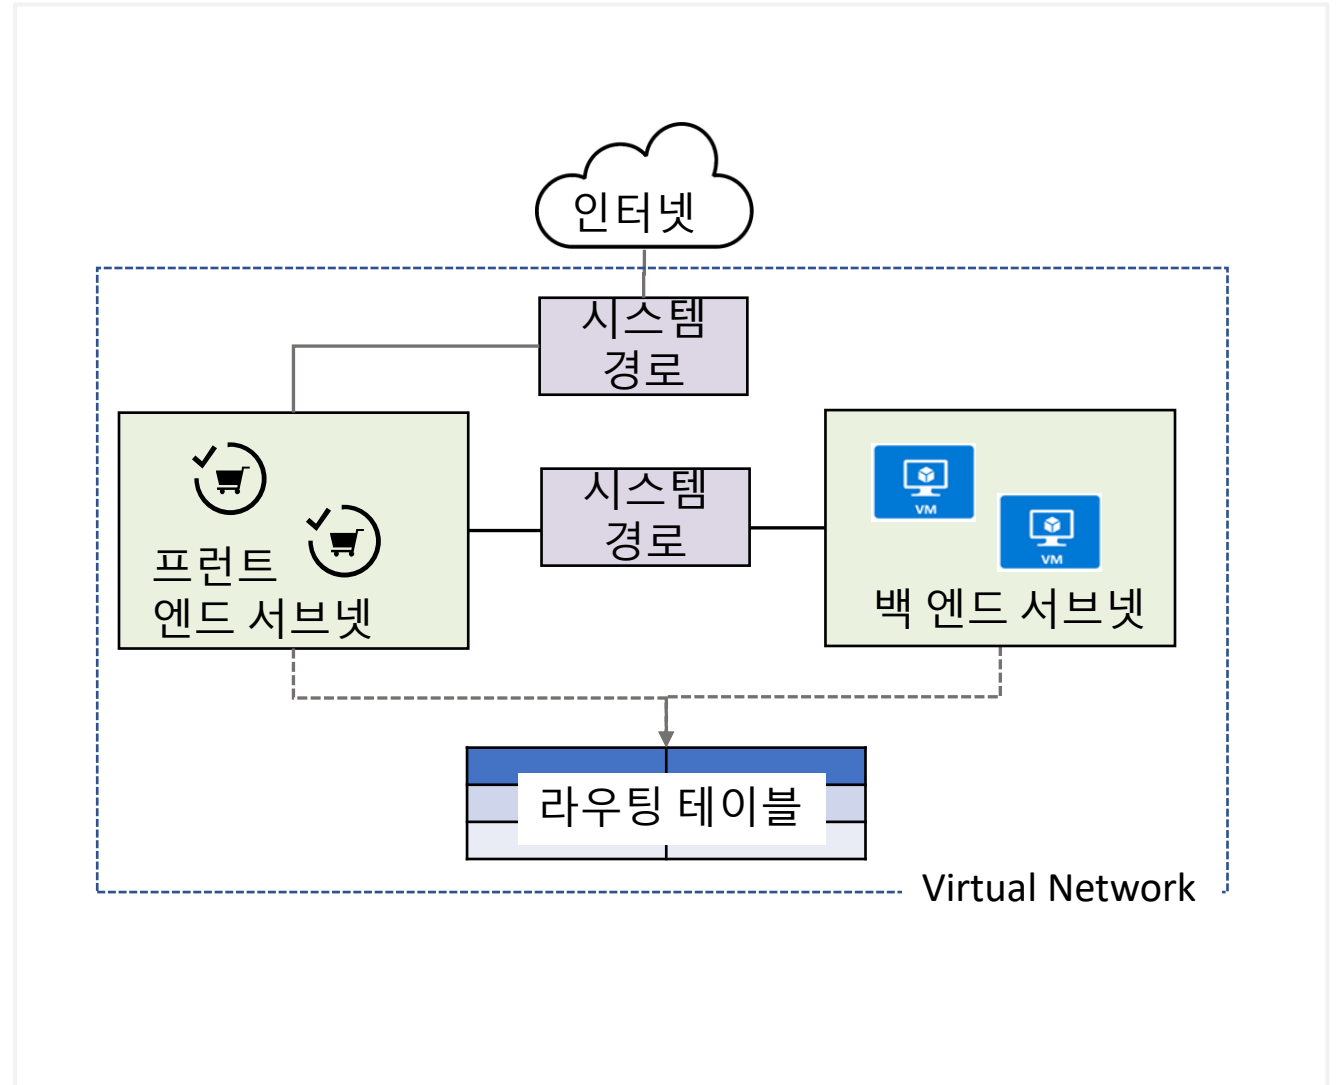 인터넷
시스템
경로
시스템
경로
프런트
엔드 서브넷
VM
VM
백 엔드 서브넷
라우팅 테이블
Virtual Network